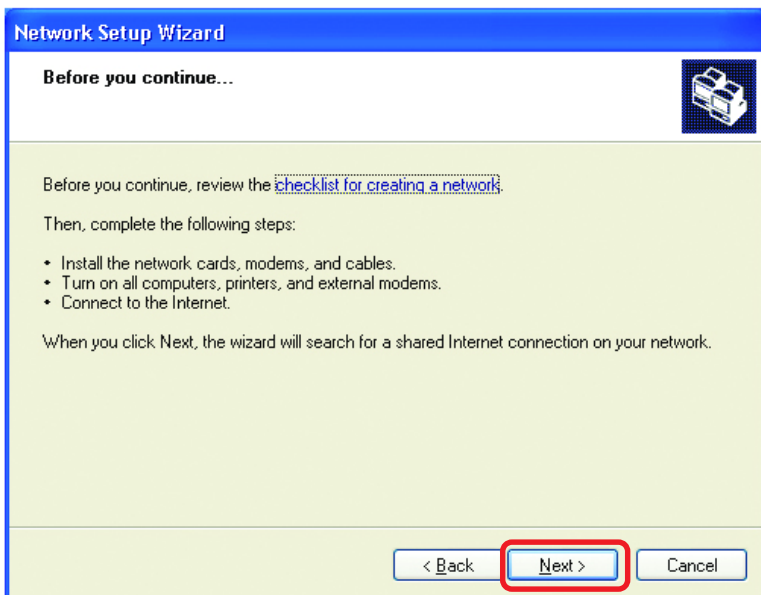 Network Setup Wizard
Before you continue...
Before you continue, review the checklist for creating a network.
Then, complete the following steps:
• Install the network cards, modems, and cables.
• Turn on all computers, printers, and external modems.
• Connect to the Internet.
When you click Next, the wizard will search for a shared Internet connection on your network.
< Back Next > Cancel